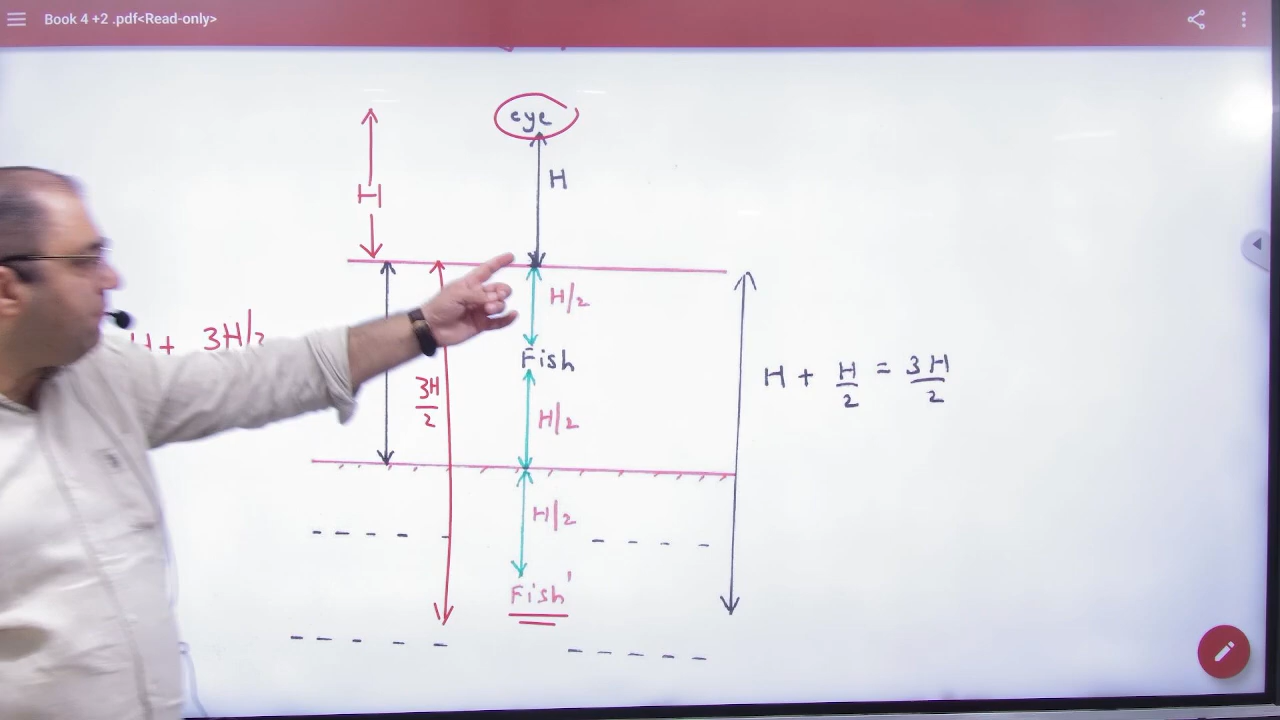 Book 4 +2 .pdf<Read-only>
eye
H
H
H/2
H + 3H/2
Fish
3H/2
H/2
H + H/2 = 3H/2
H/2
Fish'